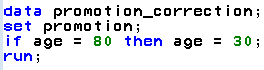 data promotion_correction;
set promotion;
if age = 80 then age = 30;
run;